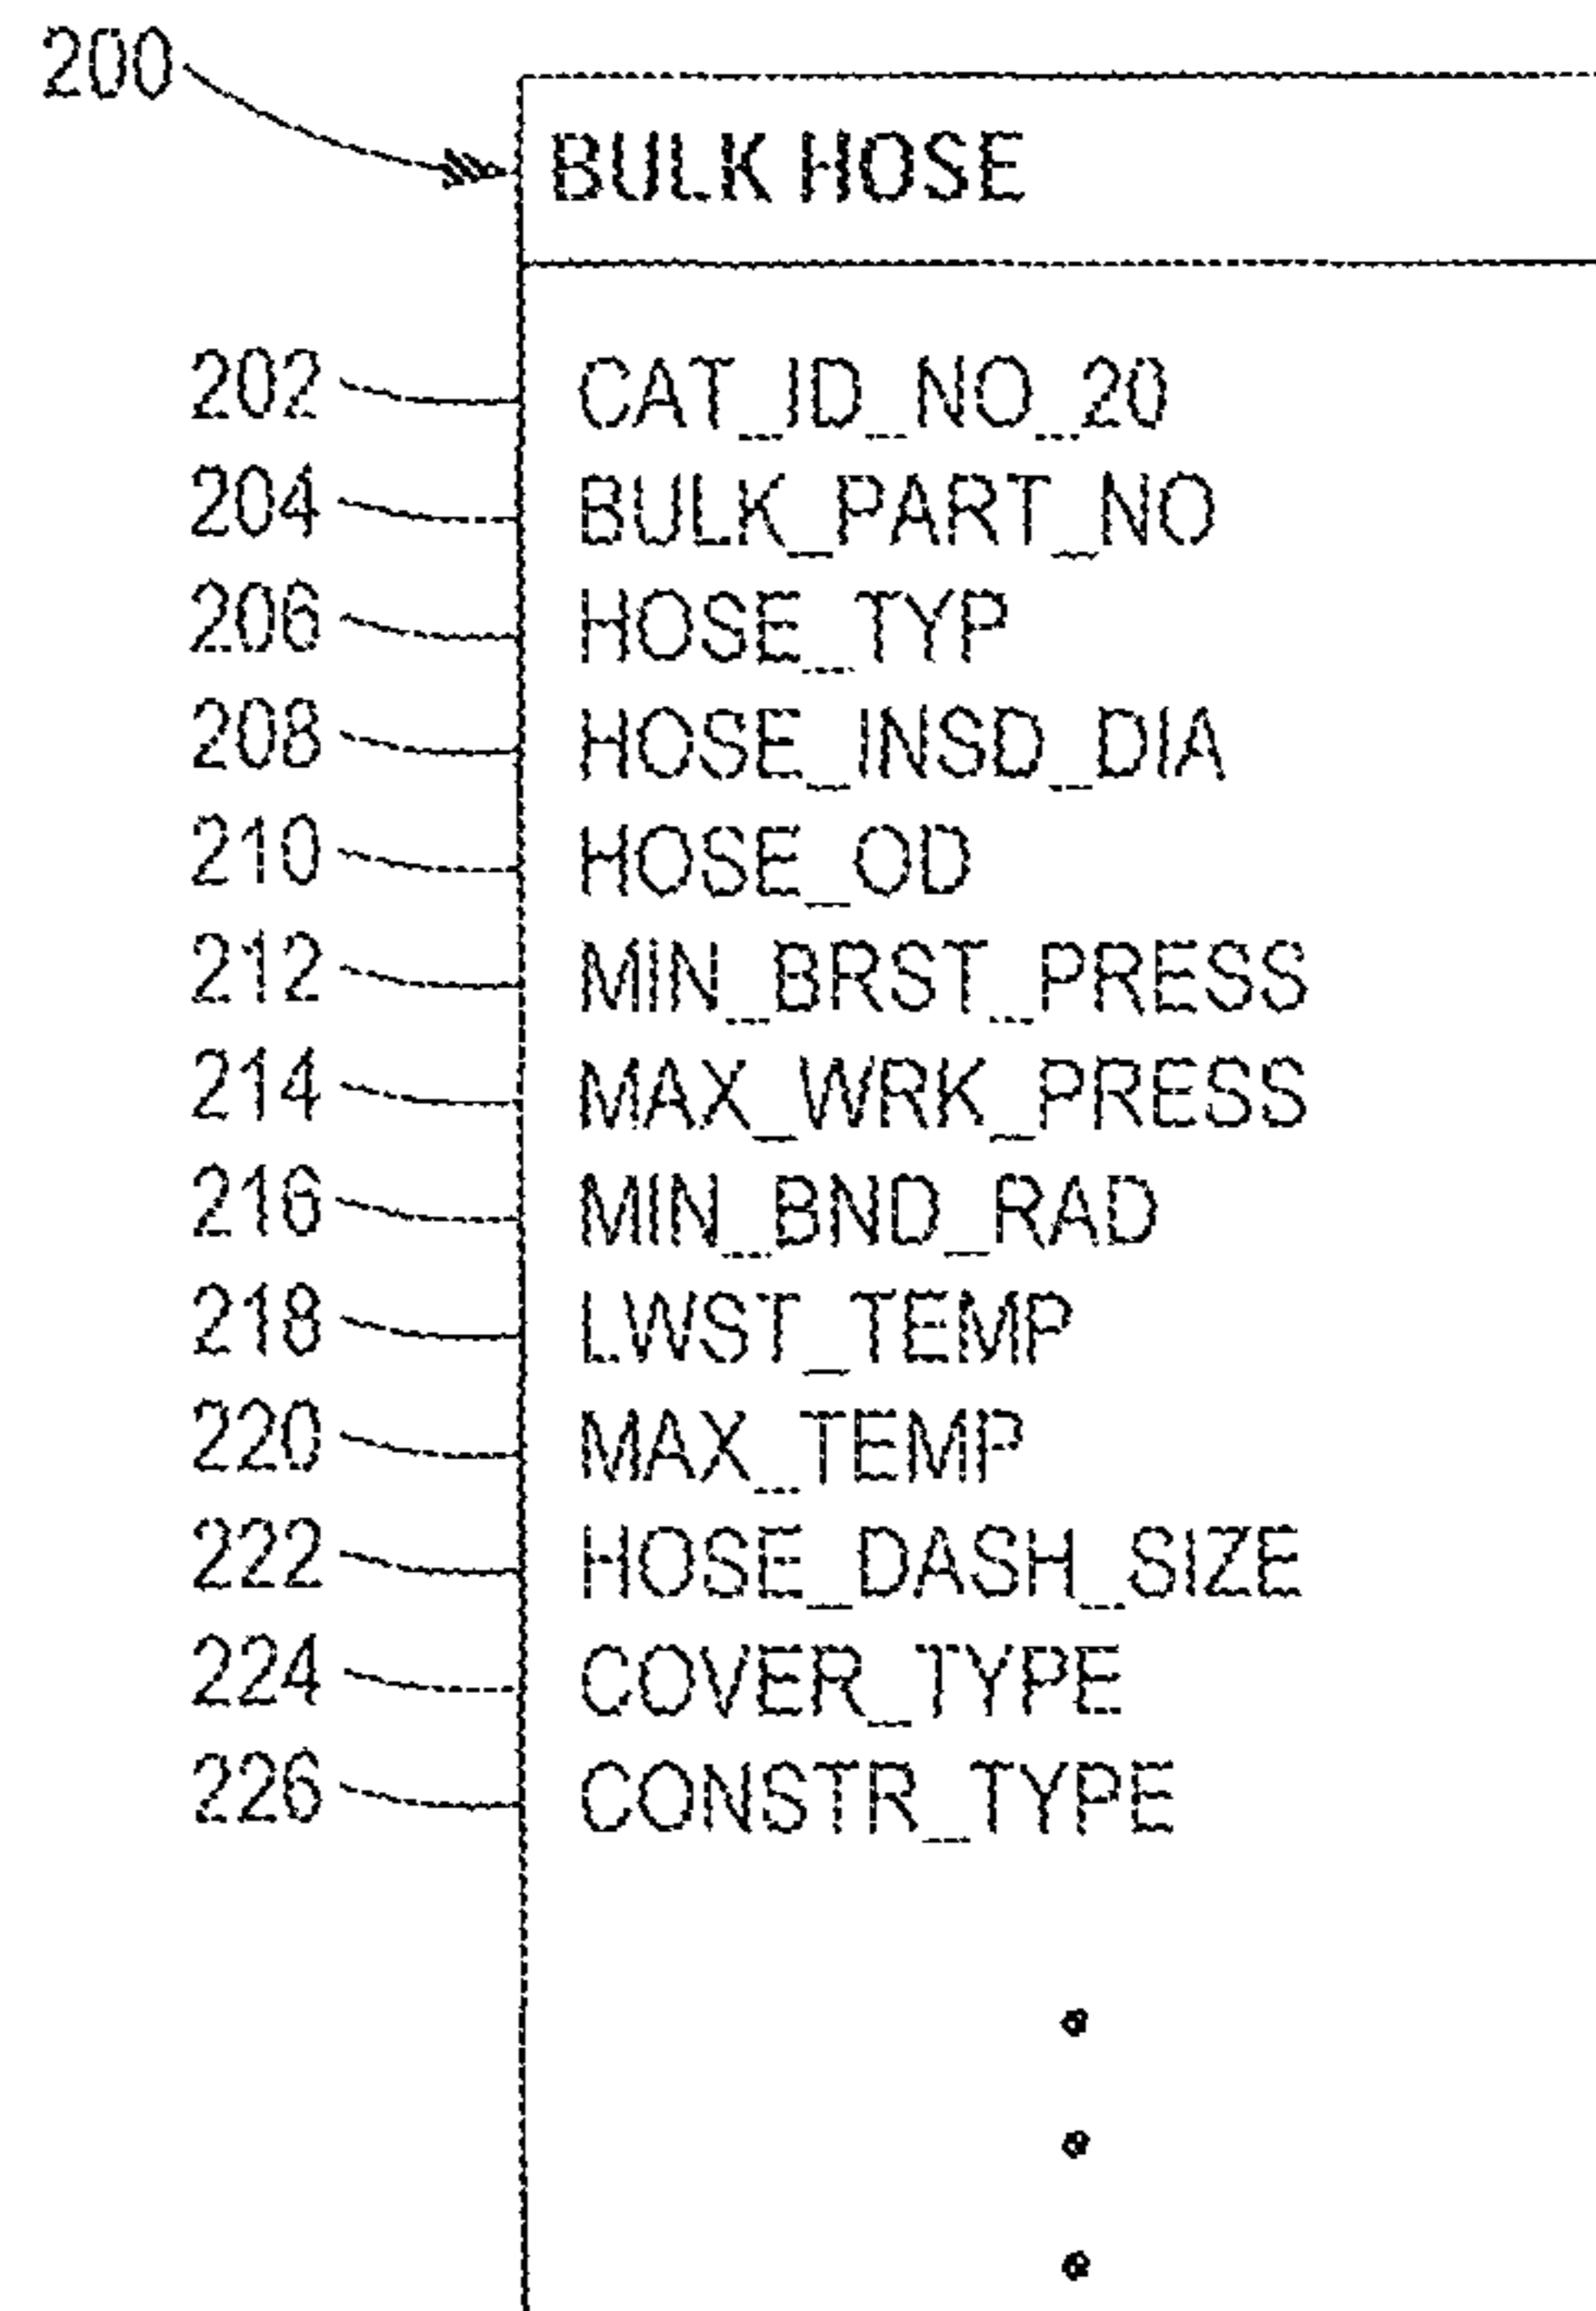 200
BULK HOSE
202 CAT_ID_NO_20
204 BULK_PART_NO
206 HOSE_TYP
208 HOSE_INSD_DIA
210 HOSE_OD
212 MIN_BRST_PRESS
214 MAX_WRK_PRESS
216 MIN_BND_RAD
218 LWST_TEMP
220 MAX_TEMP
222 HOSE_DASH_SIZE
224 COVER_TYPE
226 CONSTR_TYPE